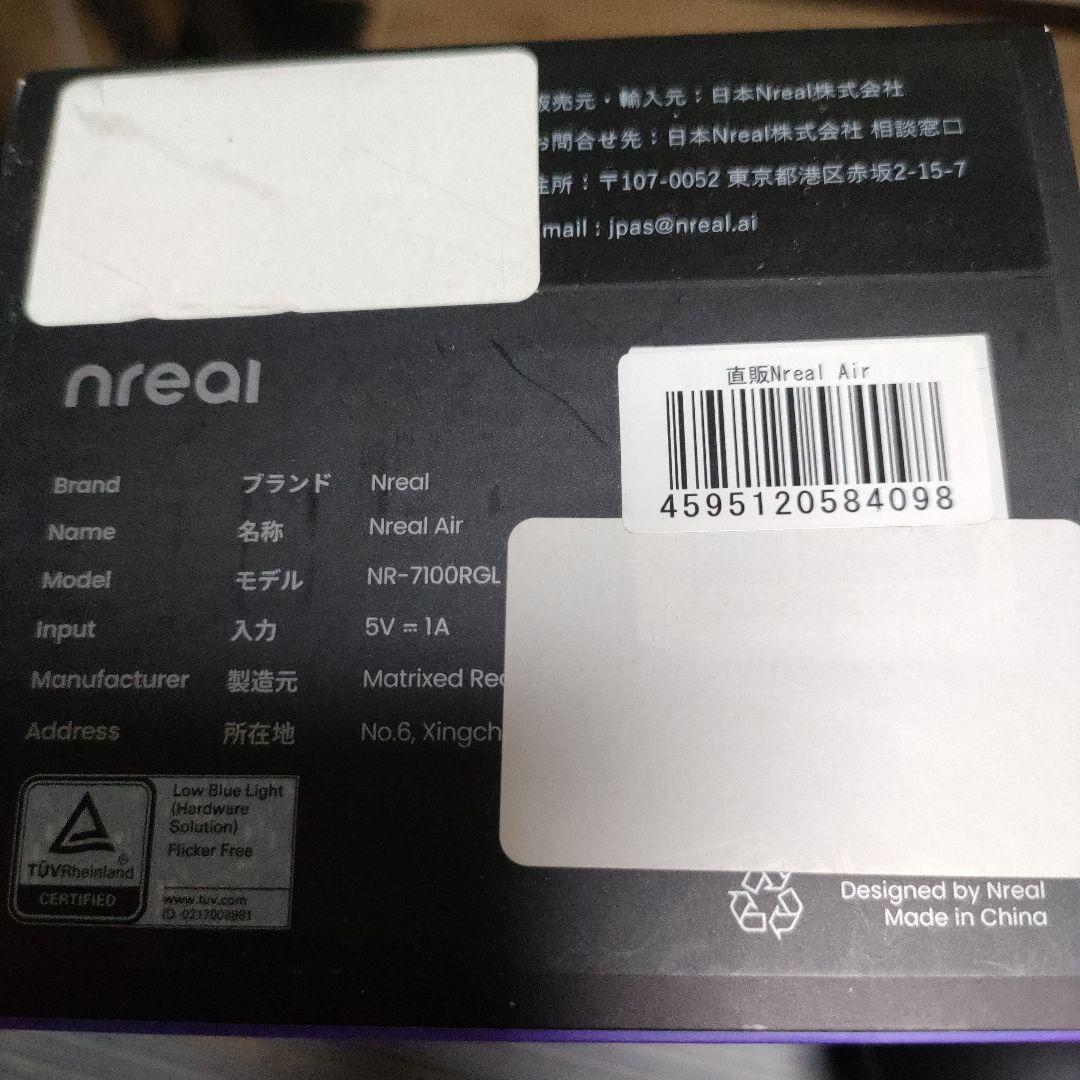 販売元・輸入元：日本Nreal株式会社
お問合せ先：日本Nreal株式会社 相談窓口
住所：〒107-0052 東京都港区赤坂2-15-7
mail : jpas@nreal.ai
nreal
直販Nreal Air
4595120584098
Brand ブランド Nreal
Name 名称 Nreal Air
Model モデル NR-7100RGL
Input 入力 5V ⎓ 1A
Manufacturer 製造元 Matrixed
Address 所在地 No.6, Xingch
Low Blue Light
(Hardware
Solution)
Flicker Free
TÜVRheinland®
CERTIFIED
www.tuv.com
ID 0217008981
Designed by Nreal
Made in China